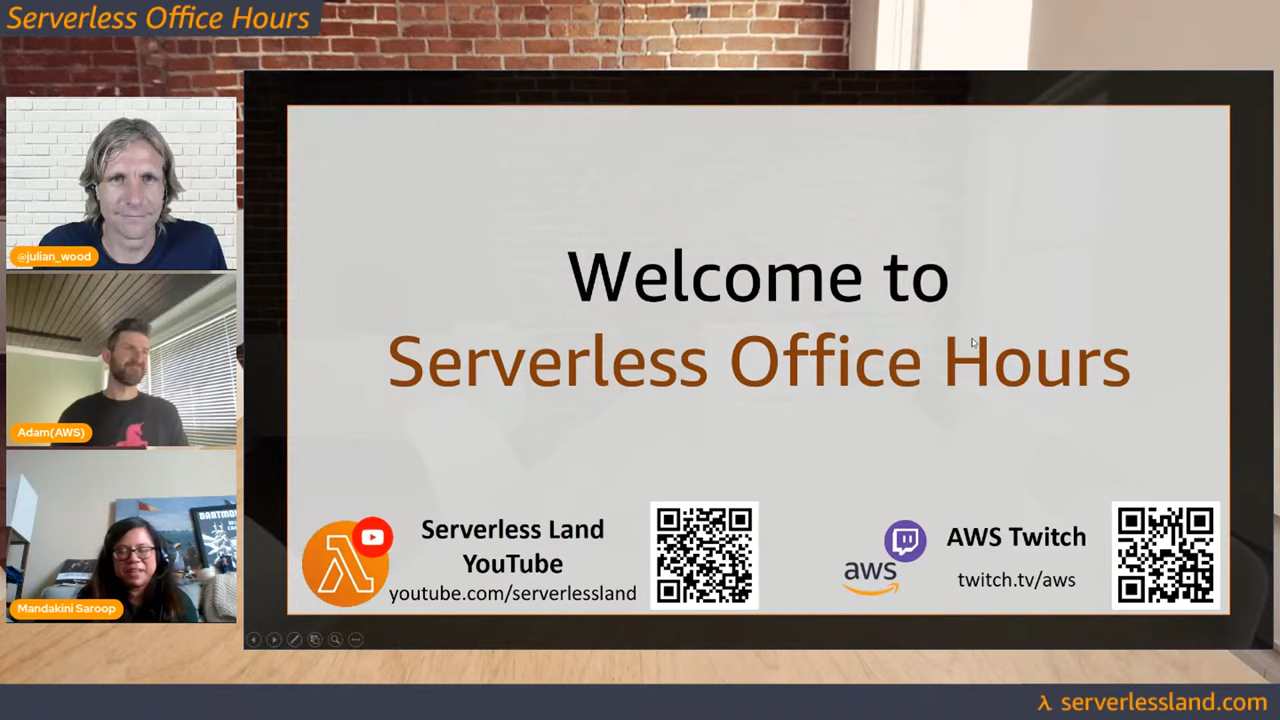 Serverless Office Hours
@julian_wood
Adam(AWS)
DARTMO
Mandakini Saroop
Welcome to
Serverless Office Hours
Serverless Land
YouTube
youtube.com/serverlessland
aws
AWS Twitch
twitch.tv/aws
λ serverlessland.com